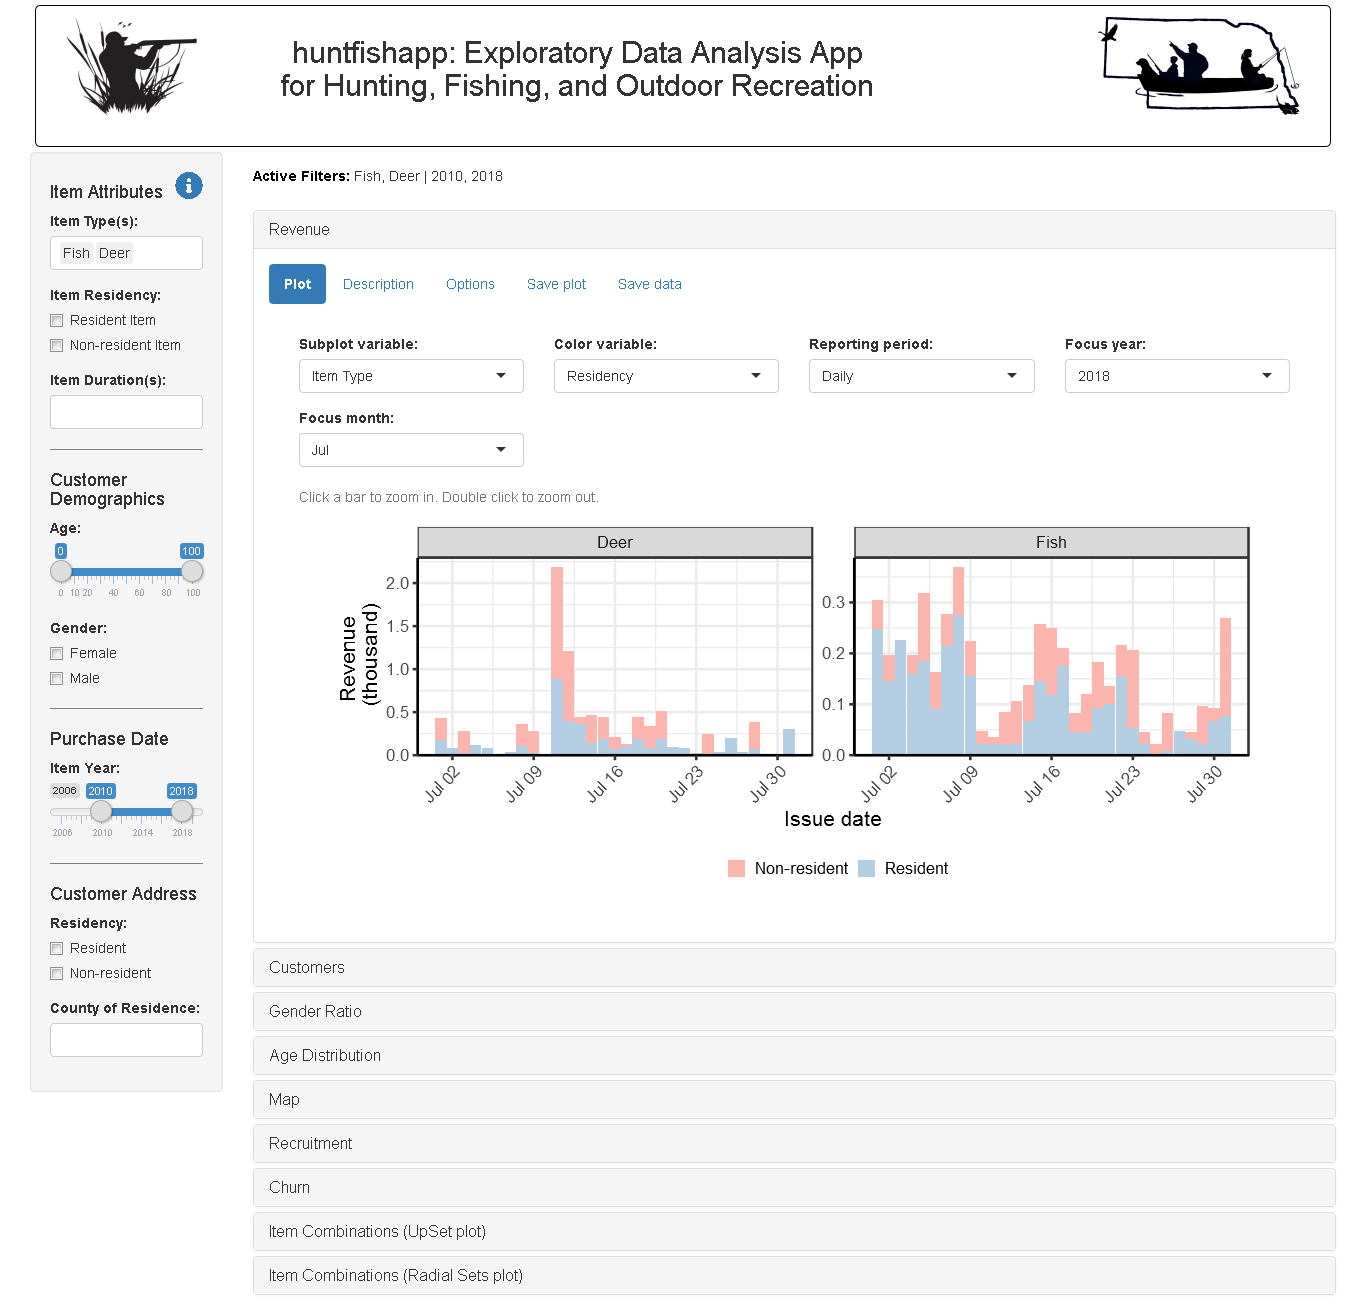 huntfishapp: Exploratory Data Analysis App
for Hunting, Fishing, and Outdoor Recreation
Item Attributes
Item Type(s):
Fish Deer
Item Residency:
Resident Item
Non-resident Item
Item Duration(s):
Customer
Demographics
Age:
0 100
0 10 20 40 60 80 100
Gender:
Female
Male
Purchase Date
Item Year:
2006 2010 2018
2006 2010 2014 2018
Customer Address
Residency:
Resident
Non-resident
County of Residence:
Active Filters: Fish, Deer | 2010, 2018
Revenue
Plot Description Options Save plot Save data
Subplot variable: Color variable: Reporting period: Focus year:
Item Type Residency Daily 2018
Focus month:
Jul
Click a bar to zoom in. Double click to zoom out.
Deer Fish
Revenue
(thousand)
2.0
1.5
1.0
0.5
0.0
0.3
0.2
0.1
0.0
Jul 02 Jul 09 Jul 16 Jul 23 Jul 30 Jul 02 Jul 09 Jul 16 Jul 23 Jul 30
Issue date
Non-resident Resident
Customers
Gender Ratio
Age Distribution
Map
Recruitment
Churn
Item Combinations (UpSet plot)
Item Combinations (Radial Sets plot)